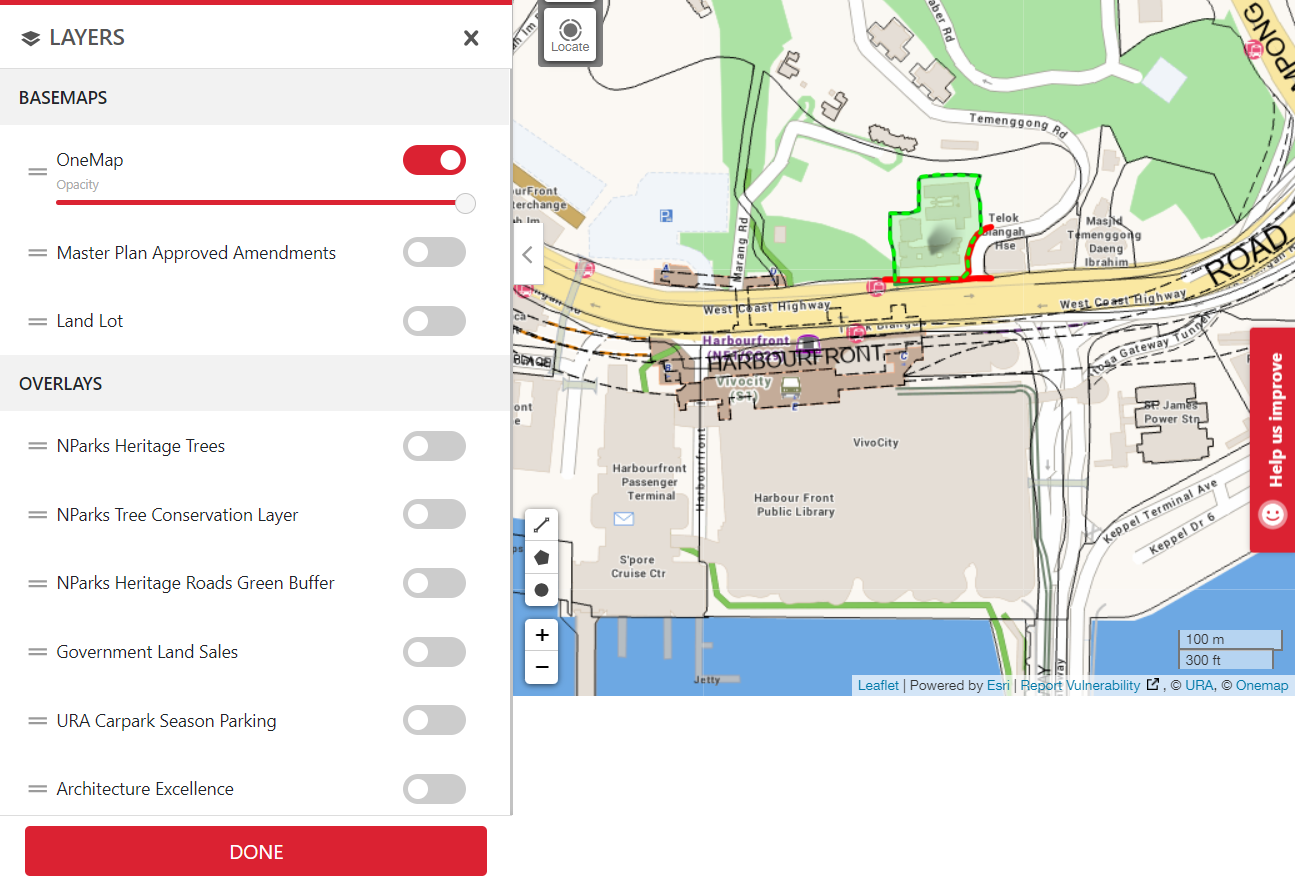 LAYERS
BASEMAPS
OneMap
Opacity
Master Plan Approved Amendments
Land Lot
OVERLAYS
NParks Heritage Trees
NParks Tree Conservation Layer
NParks Heritage Roads Green Buffer
Government Land Sales
URA Carpark Season Parking
Architecture Excellence
DONE
Locate
Temenggong Rd
Marang Rd
Telok
Blangah
Hse
Masjid
Temenggong
Daeng
Ibrahim
ROAD
West Coast Highway
West Coast Highway
Harbourfront
HARBOURFRONT
Vivocity
VivoCity
Harbourfront
Passenger
Terminal
Harbourfront
Harbour Front
Public Library
S'pore
Cruise Ctr
St. James
Power Stn
Keppel Terminal Ave
Keppel Dr 6
Jetty
Help us improve
+
−
100 m
300 ft
Leaflet | Powered by Esri | Report Vulnerability , © URA, © Onemap